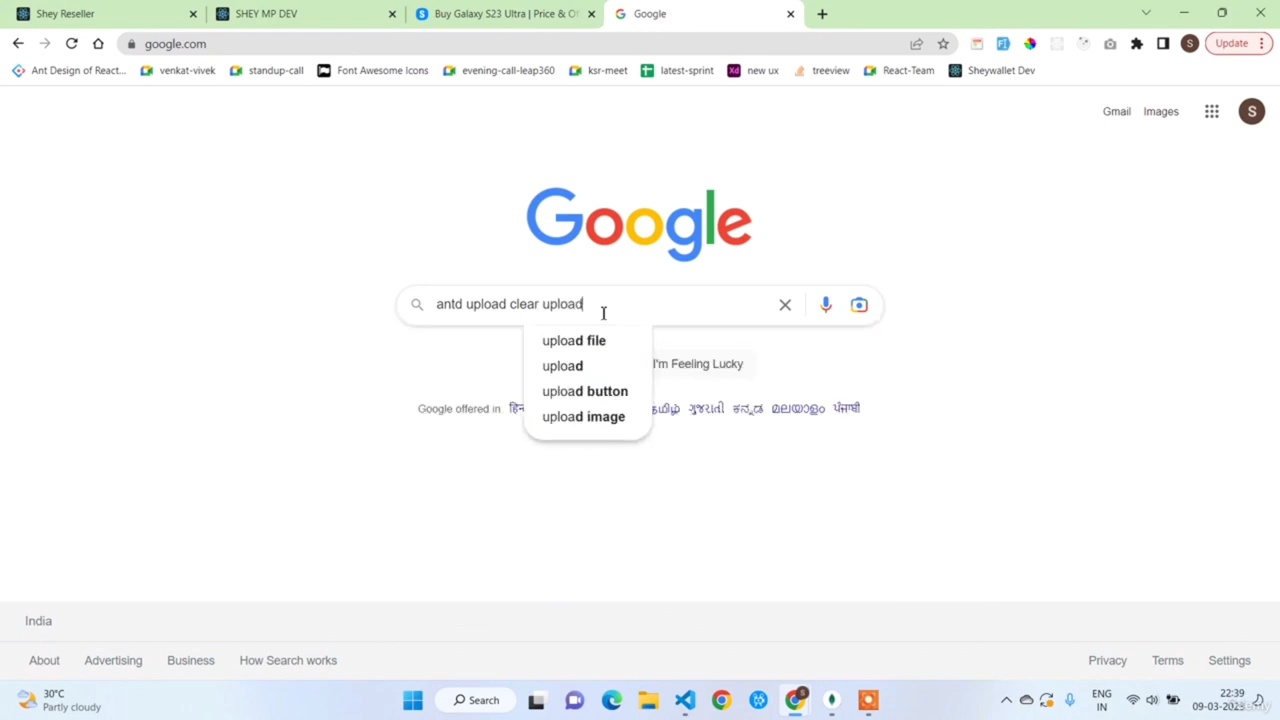 Shey Reseller
SHEY MP DEV
Buy Galaxy S23 Ultra | Price & Of
Google
google.com
S
Update
Ant Design of React...
venkat-vivek
standup-call
Font Awesome Icons
evening-call-leap360
ksr-meet
latest-sprint
new ux
treeview
React-Team
Sheywallet Dev
Gmail
Images
S
Google
antd upload clear upload
upload file
upload
upload button
upload image
I'm Feeling Lucky
Google offered in
தமிழ்
ગુજરાતી
ಕನ್ನಡ
മലയാളം
ਪੰਜਾਬੀ
India
About
Advertising
Business
How Search works
Privacy
Terms
Settings
30°C
Partly cloudy
Search
ENG
IN
22:39